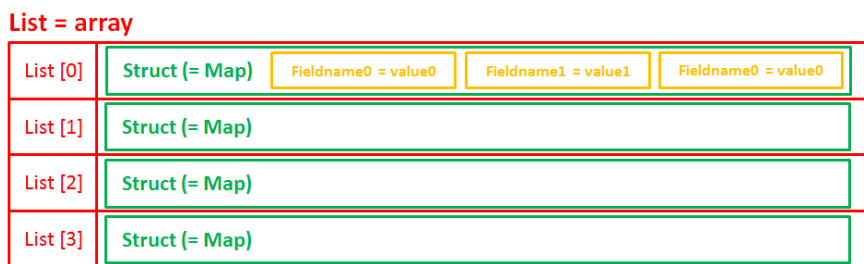 List = array
List [0] Struct (= Map) Fieldname0 = value0 Fieldname1 = value1 Fieldname0 = value0
List [1] Struct (= Map)
List [2] Struct (= Map)
List [3] Struct (= Map)